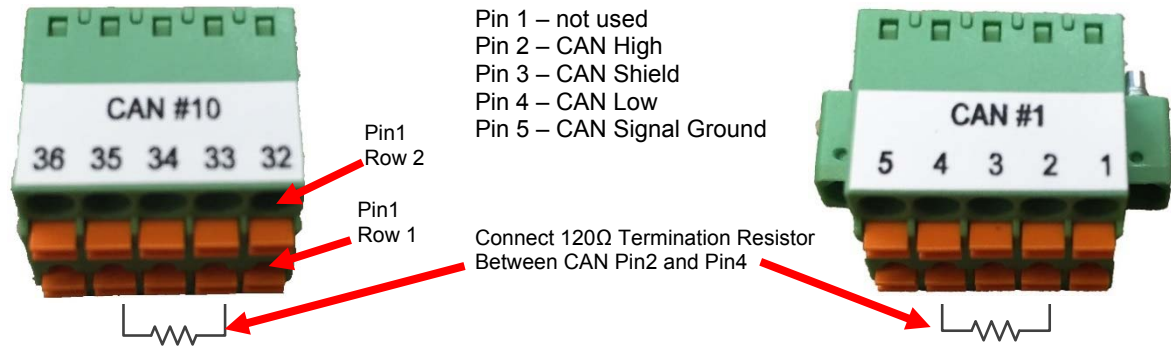 Pin 1 – not used
Pin 2 – CAN High
Pin 3 – CAN Shield
Pin 4 – CAN Low
Pin 5 – CAN Signal Ground
CAN #10
36 35 34 33 32
Pin1
Row 2
Pin1
Row 1
Connect 120Ω Termination Resistor
Between CAN Pin2 and Pin4
CAN #1
5 4 3 2 1